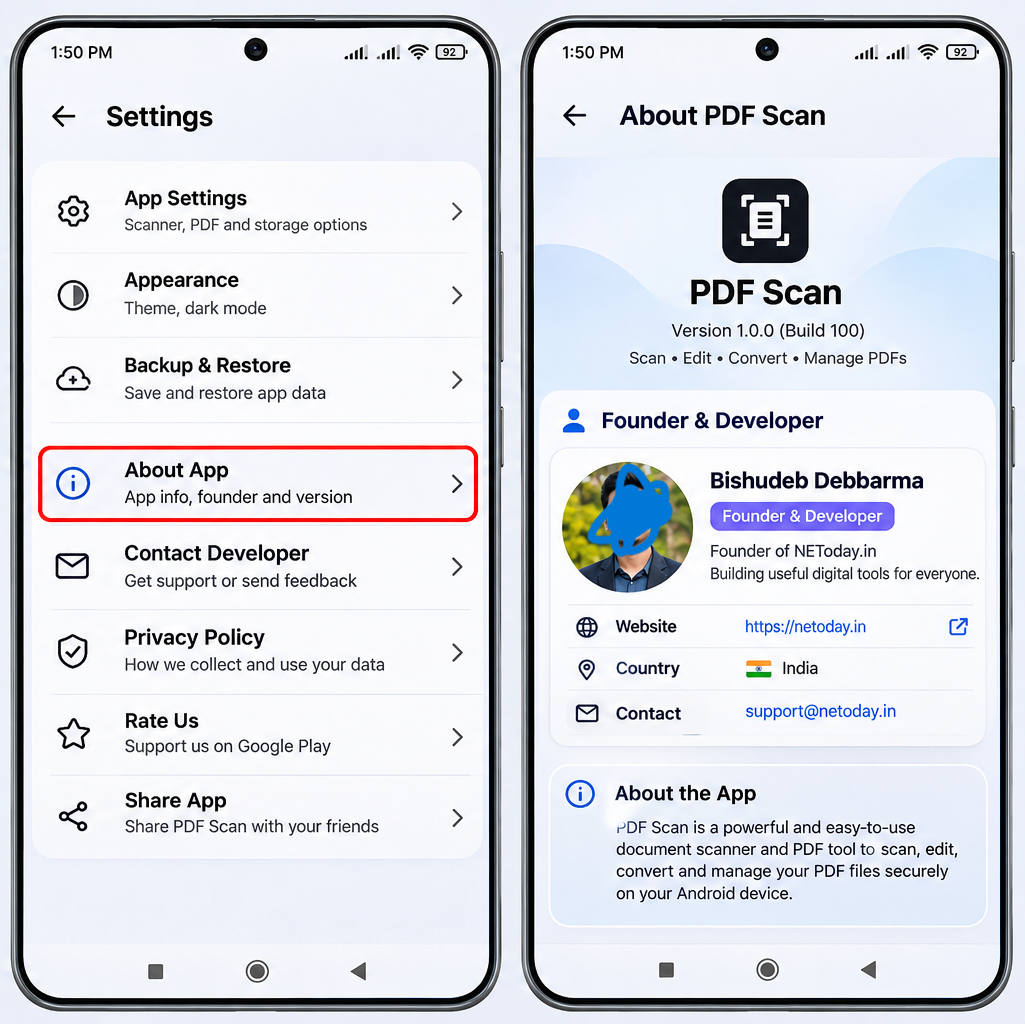 1:50 PM
92
Settings
App Settings
Scanner, PDF and storage options
Appearance
Theme, dark mode
Backup & Restore
Save and restore app data
About App
App info, founder and version
Contact Developer
Get support or send feedback
Privacy Policy
How we collect and use your data
Rate Us
Support us on Google Play
Share App
Share PDF Scan with your friends
1:50 PM
92
About PDF Scan
PDF Scan
Version 1.0.0 (Build 100)
Scan • Edit • Convert • Manage PDFs
Founder & Developer
Bishudeb Debbarma
Founder & Developer
Founder of NEToday.in
Building useful digital tools for everyone.
Website https://netoday.in
Country India
Contact support@netoday.in
About the App
PDF Scan is a powerful and easy-to-use
document scanner and PDF tool to scan, edit,
convert and manage your PDF files securely
on your Android device.